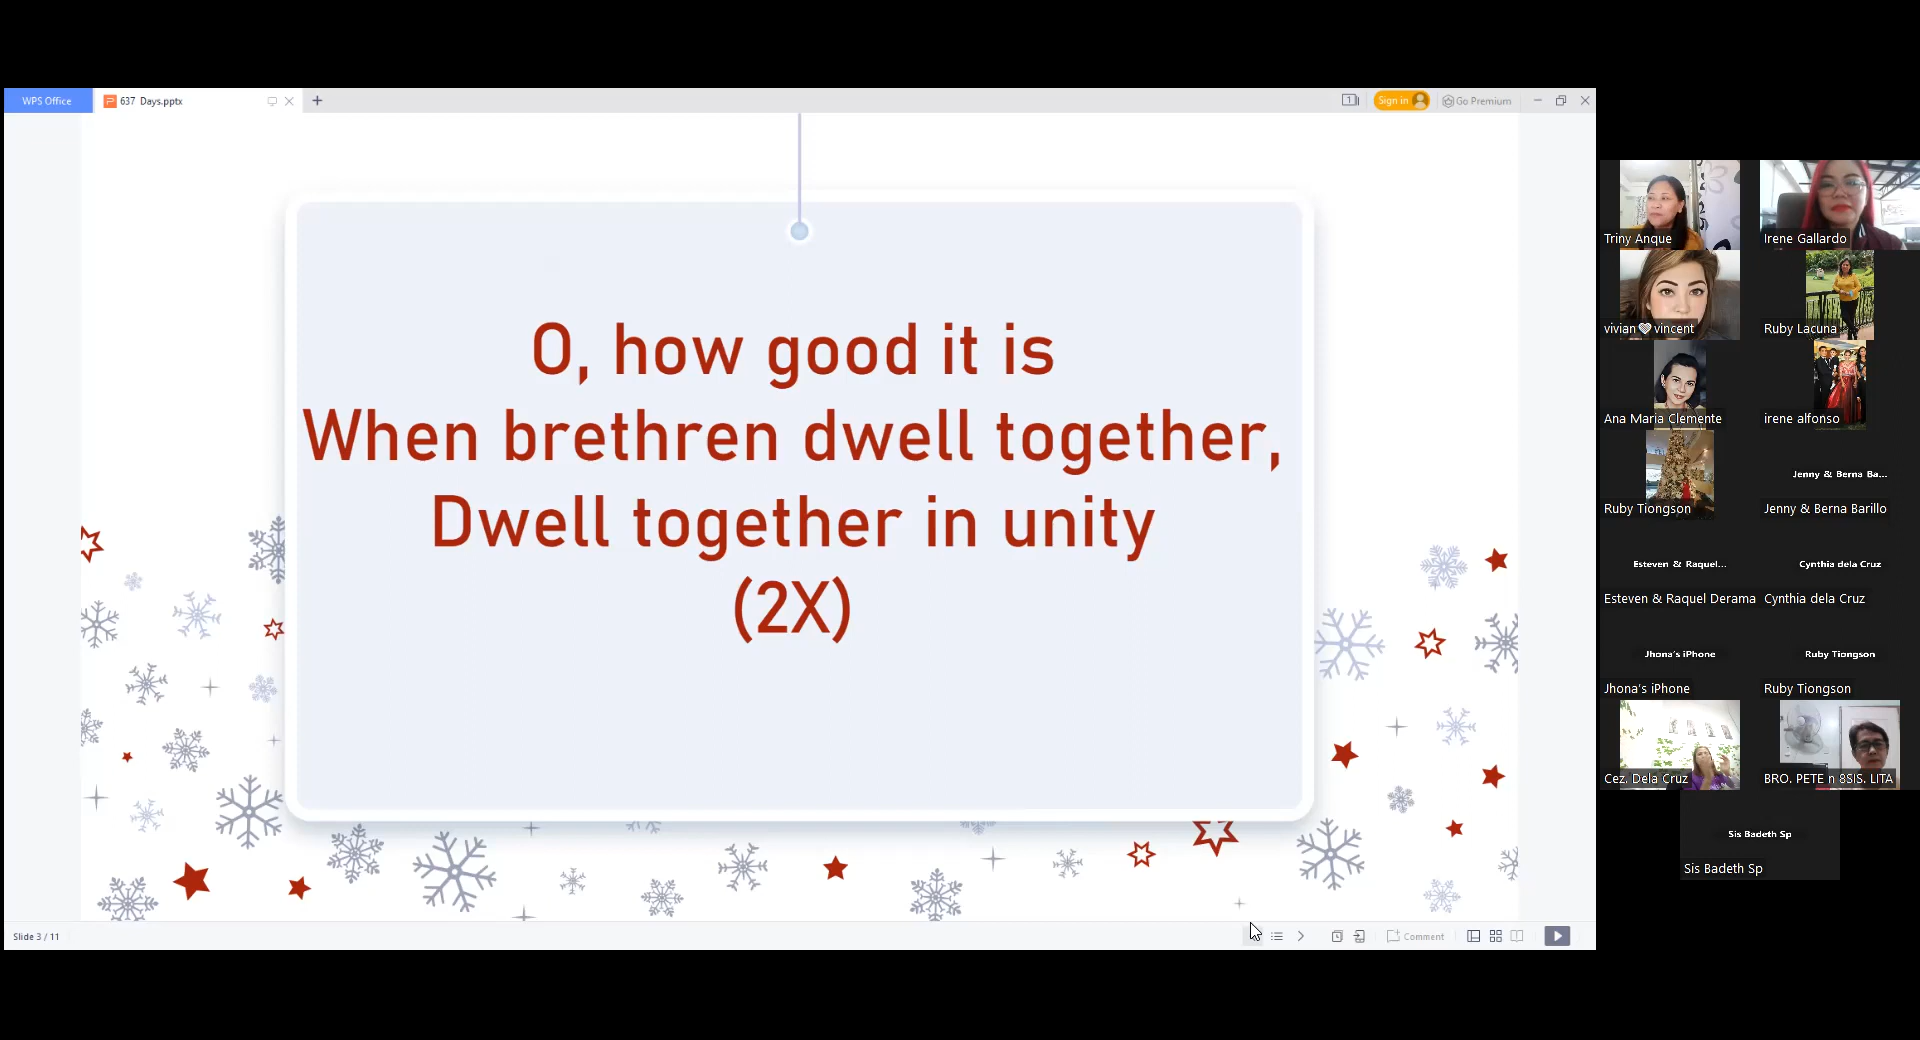 WPS Office
637 Days.pptx
1
Sign in
Go Premium
O, how good it is
When brethren dwell together,
Dwell together in unity
(2X)
Slide 3 / 11
Comment
Triny Anque
Irene Gallardo
vivian🤍vincent
Ruby Lacuna
Ana Maria Clemente
irene alfonso
Ruby Tiongson
Jenny & Berna Ba...
Jenny & Berna Barillo
Esteven & Raquel...
Esteven & Raquel Derama
Cynthia dela Cruz
Cynthia dela Cruz
Jhona's iPhone
Jhona's iPhone
Ruby Tiongson
Ruby Tiongson
Cez. Dela Cruz
BRO. PETE n 8SIS. LITA
Sis Badeth Sp
Sis Badeth Sp